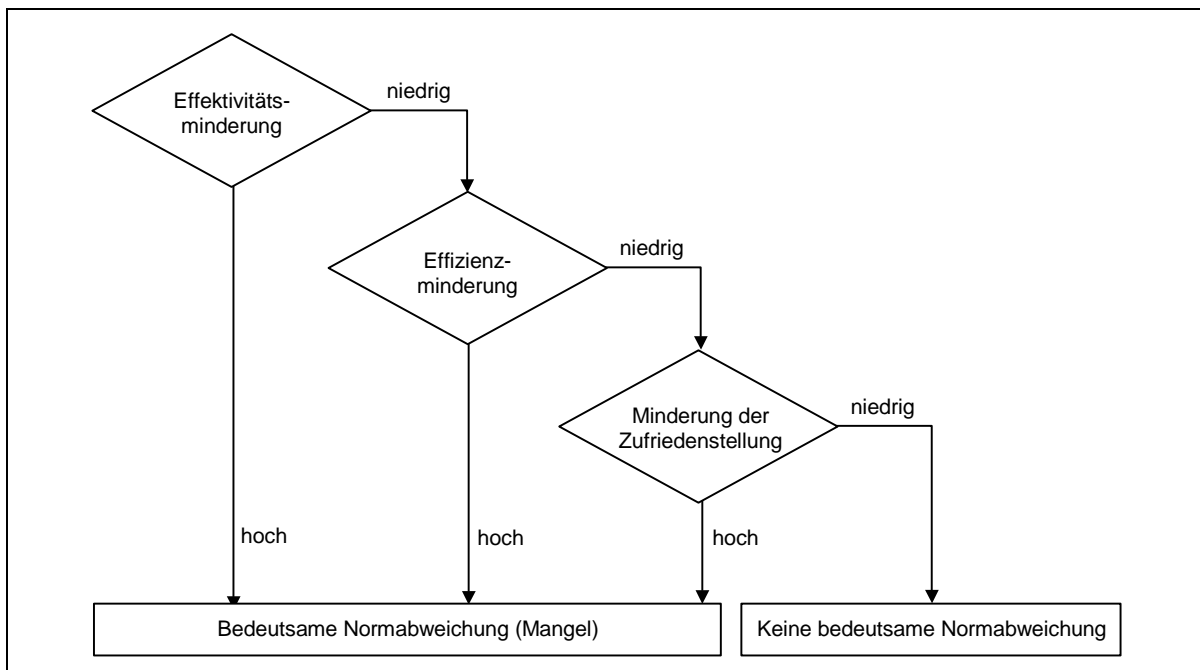 Effektivitäts-
minderung
niedrig
Effizienz-
minderung
niedrig
Minderung der
Zufriedenstellung
niedrig
hoch
hoch
hoch
Bedeutsame Normabweichung (Mangel)
Keine bedeutsame Normabweichung